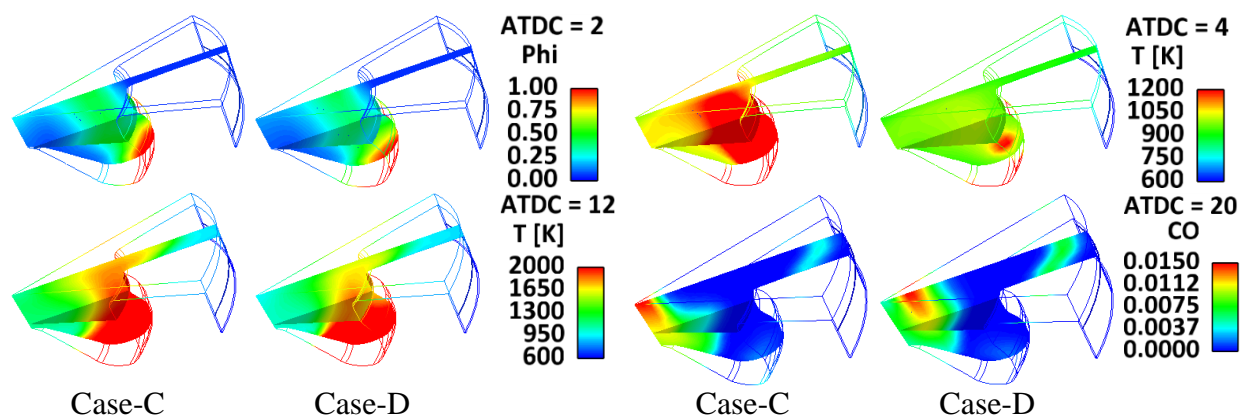 ATDC = 2
Phi
1.00
0.75
0.50
0.25
0.00
ATDC = 4
T [K]
1200
1050
900
750
600
ATDC = 12
T [K]
2000
1650
1300
950
600
ATDC = 20
CO
0.0150
0.0112
0.0075
0.0037
0.0000
Case-C
Case-D
Case-C
Case-D